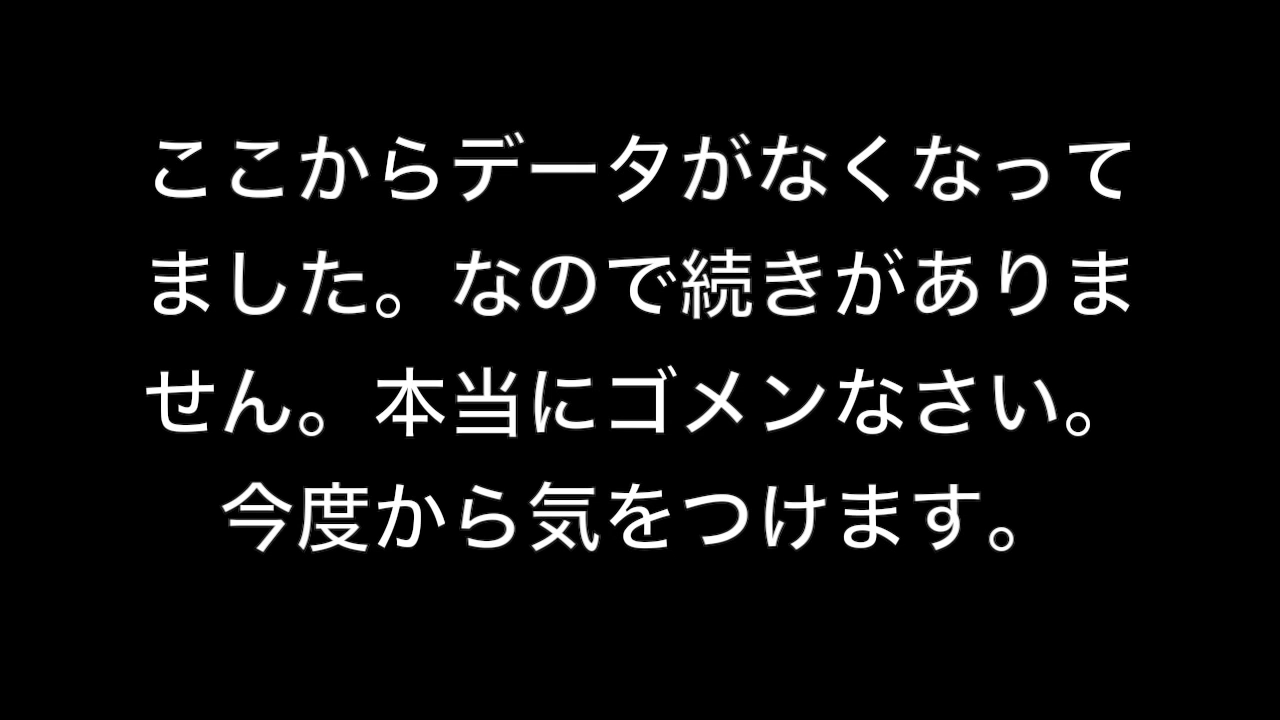 ここからデータがなくなって
ました。なので続きがありま
せん。本当にゴメンなさい。
今度から気をつけます。